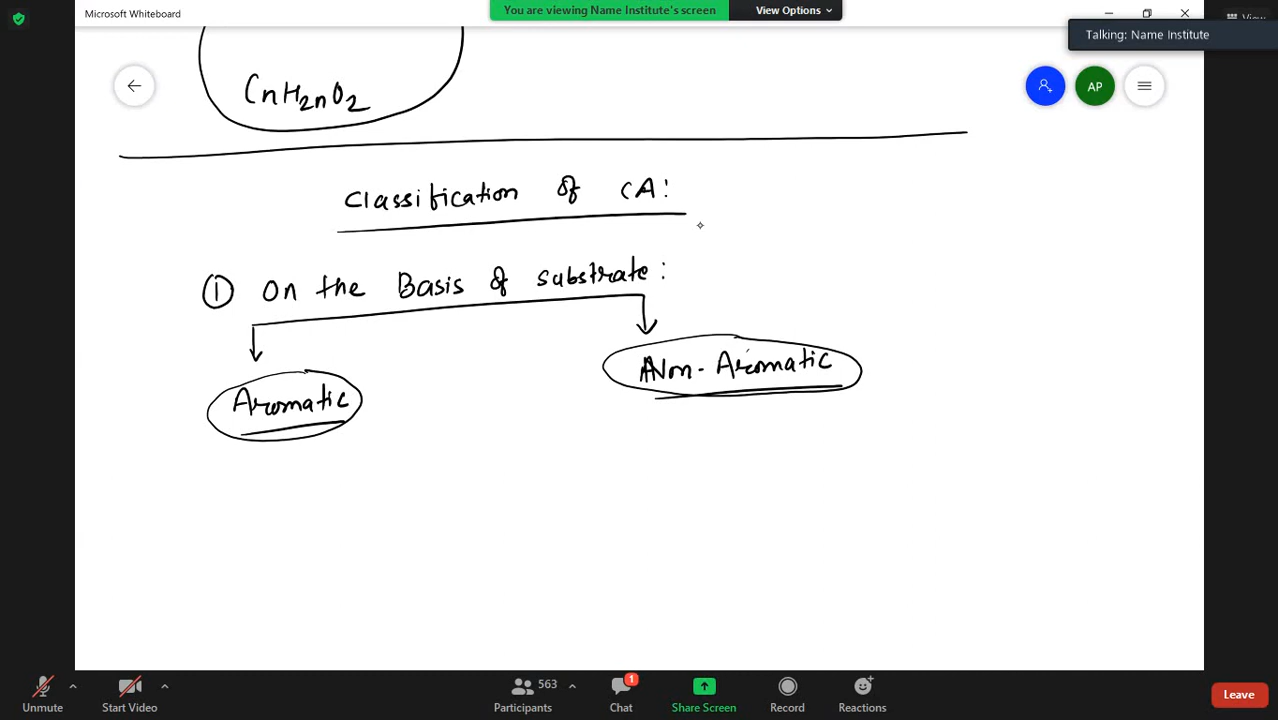 Microsoft Whiteboard
You are viewing Name Institute's screen
View Options
View
Talking: Name Institute
AP
CnH2nO2
Classification of CA:
① On the Basis of substrate:
Non-Aromatic
Aromatic
Unmute
Start Video
563
Participants
1
Chat
Share Screen
Record
Reactions
Leave